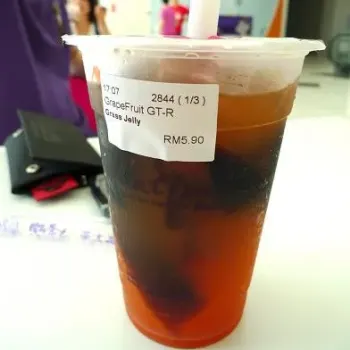 17:07 2844 ( 1/3 )
GrapeFruit GT-R
Grass Jelly
RM5.90